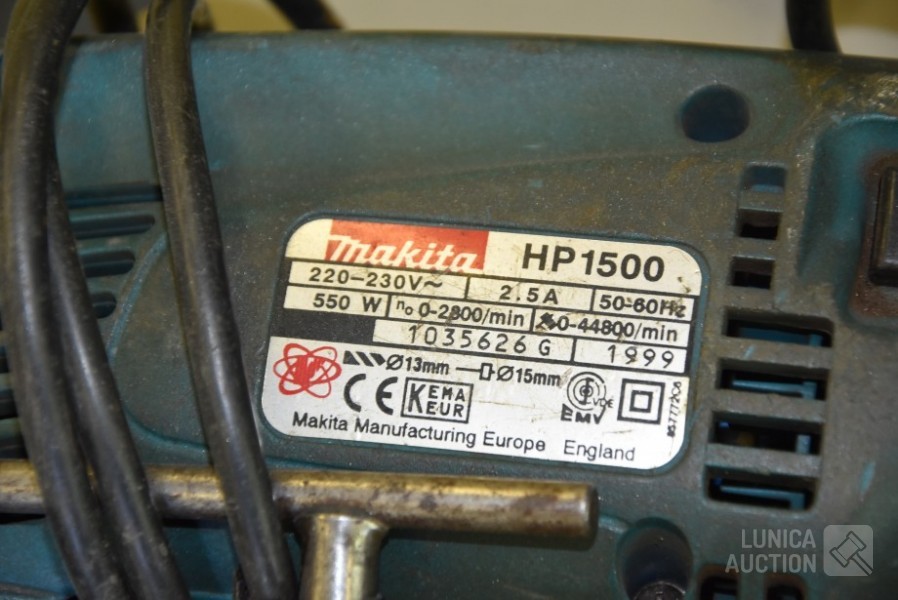 makita HP1500
220-230V~ 2.5A 50-60Hz
550 W n₀ 0-2800/min 0-44800/min
1035626 G 1999
Ø13mm Ø15mm
CE KEMA KEUR VDE EMV
Makita Manufacturing Europe England
LUNICA
AUCTION